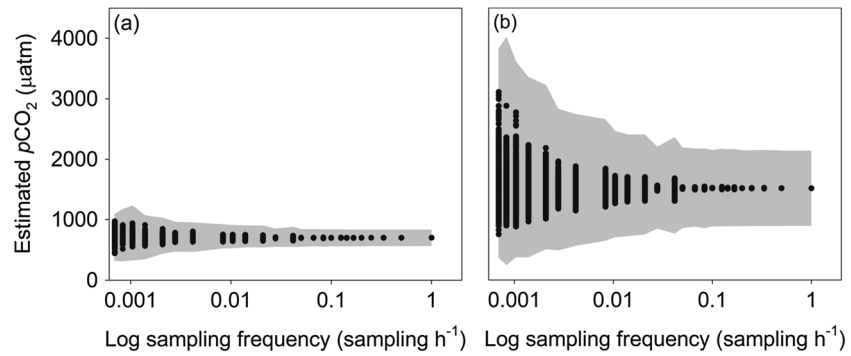 (a)
(b)
Estimated pCO₂ (µatm)
4000
3000
2000
1000
0
0.001 0.01 0.1 1
0.001 0.01 0.1 1
Log sampling frequency (sampling h⁻¹)
Log sampling frequency (sampling h⁻¹)